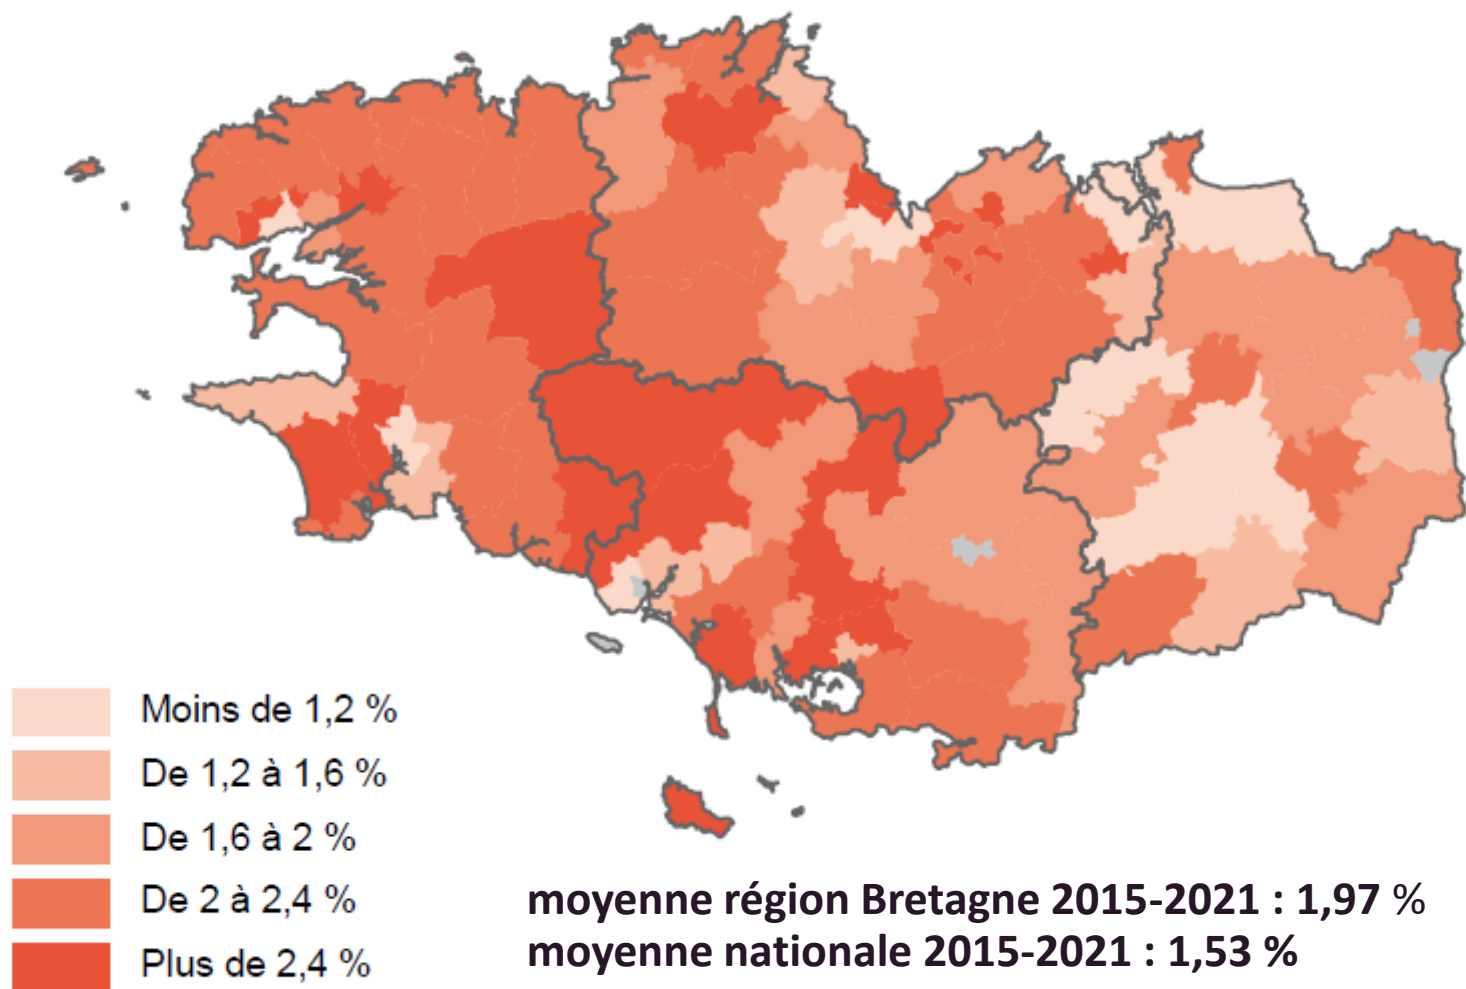 Moins de 1,2 %
De 1,2 à 1,6 %
De 1,6 à 2 %
De 2 à 2,4 %
Plus de 2,4 %
moyenne région Bretagne 2015-2021 : 1,97 %
moyenne nationale 2015-2021 : 1,53 %